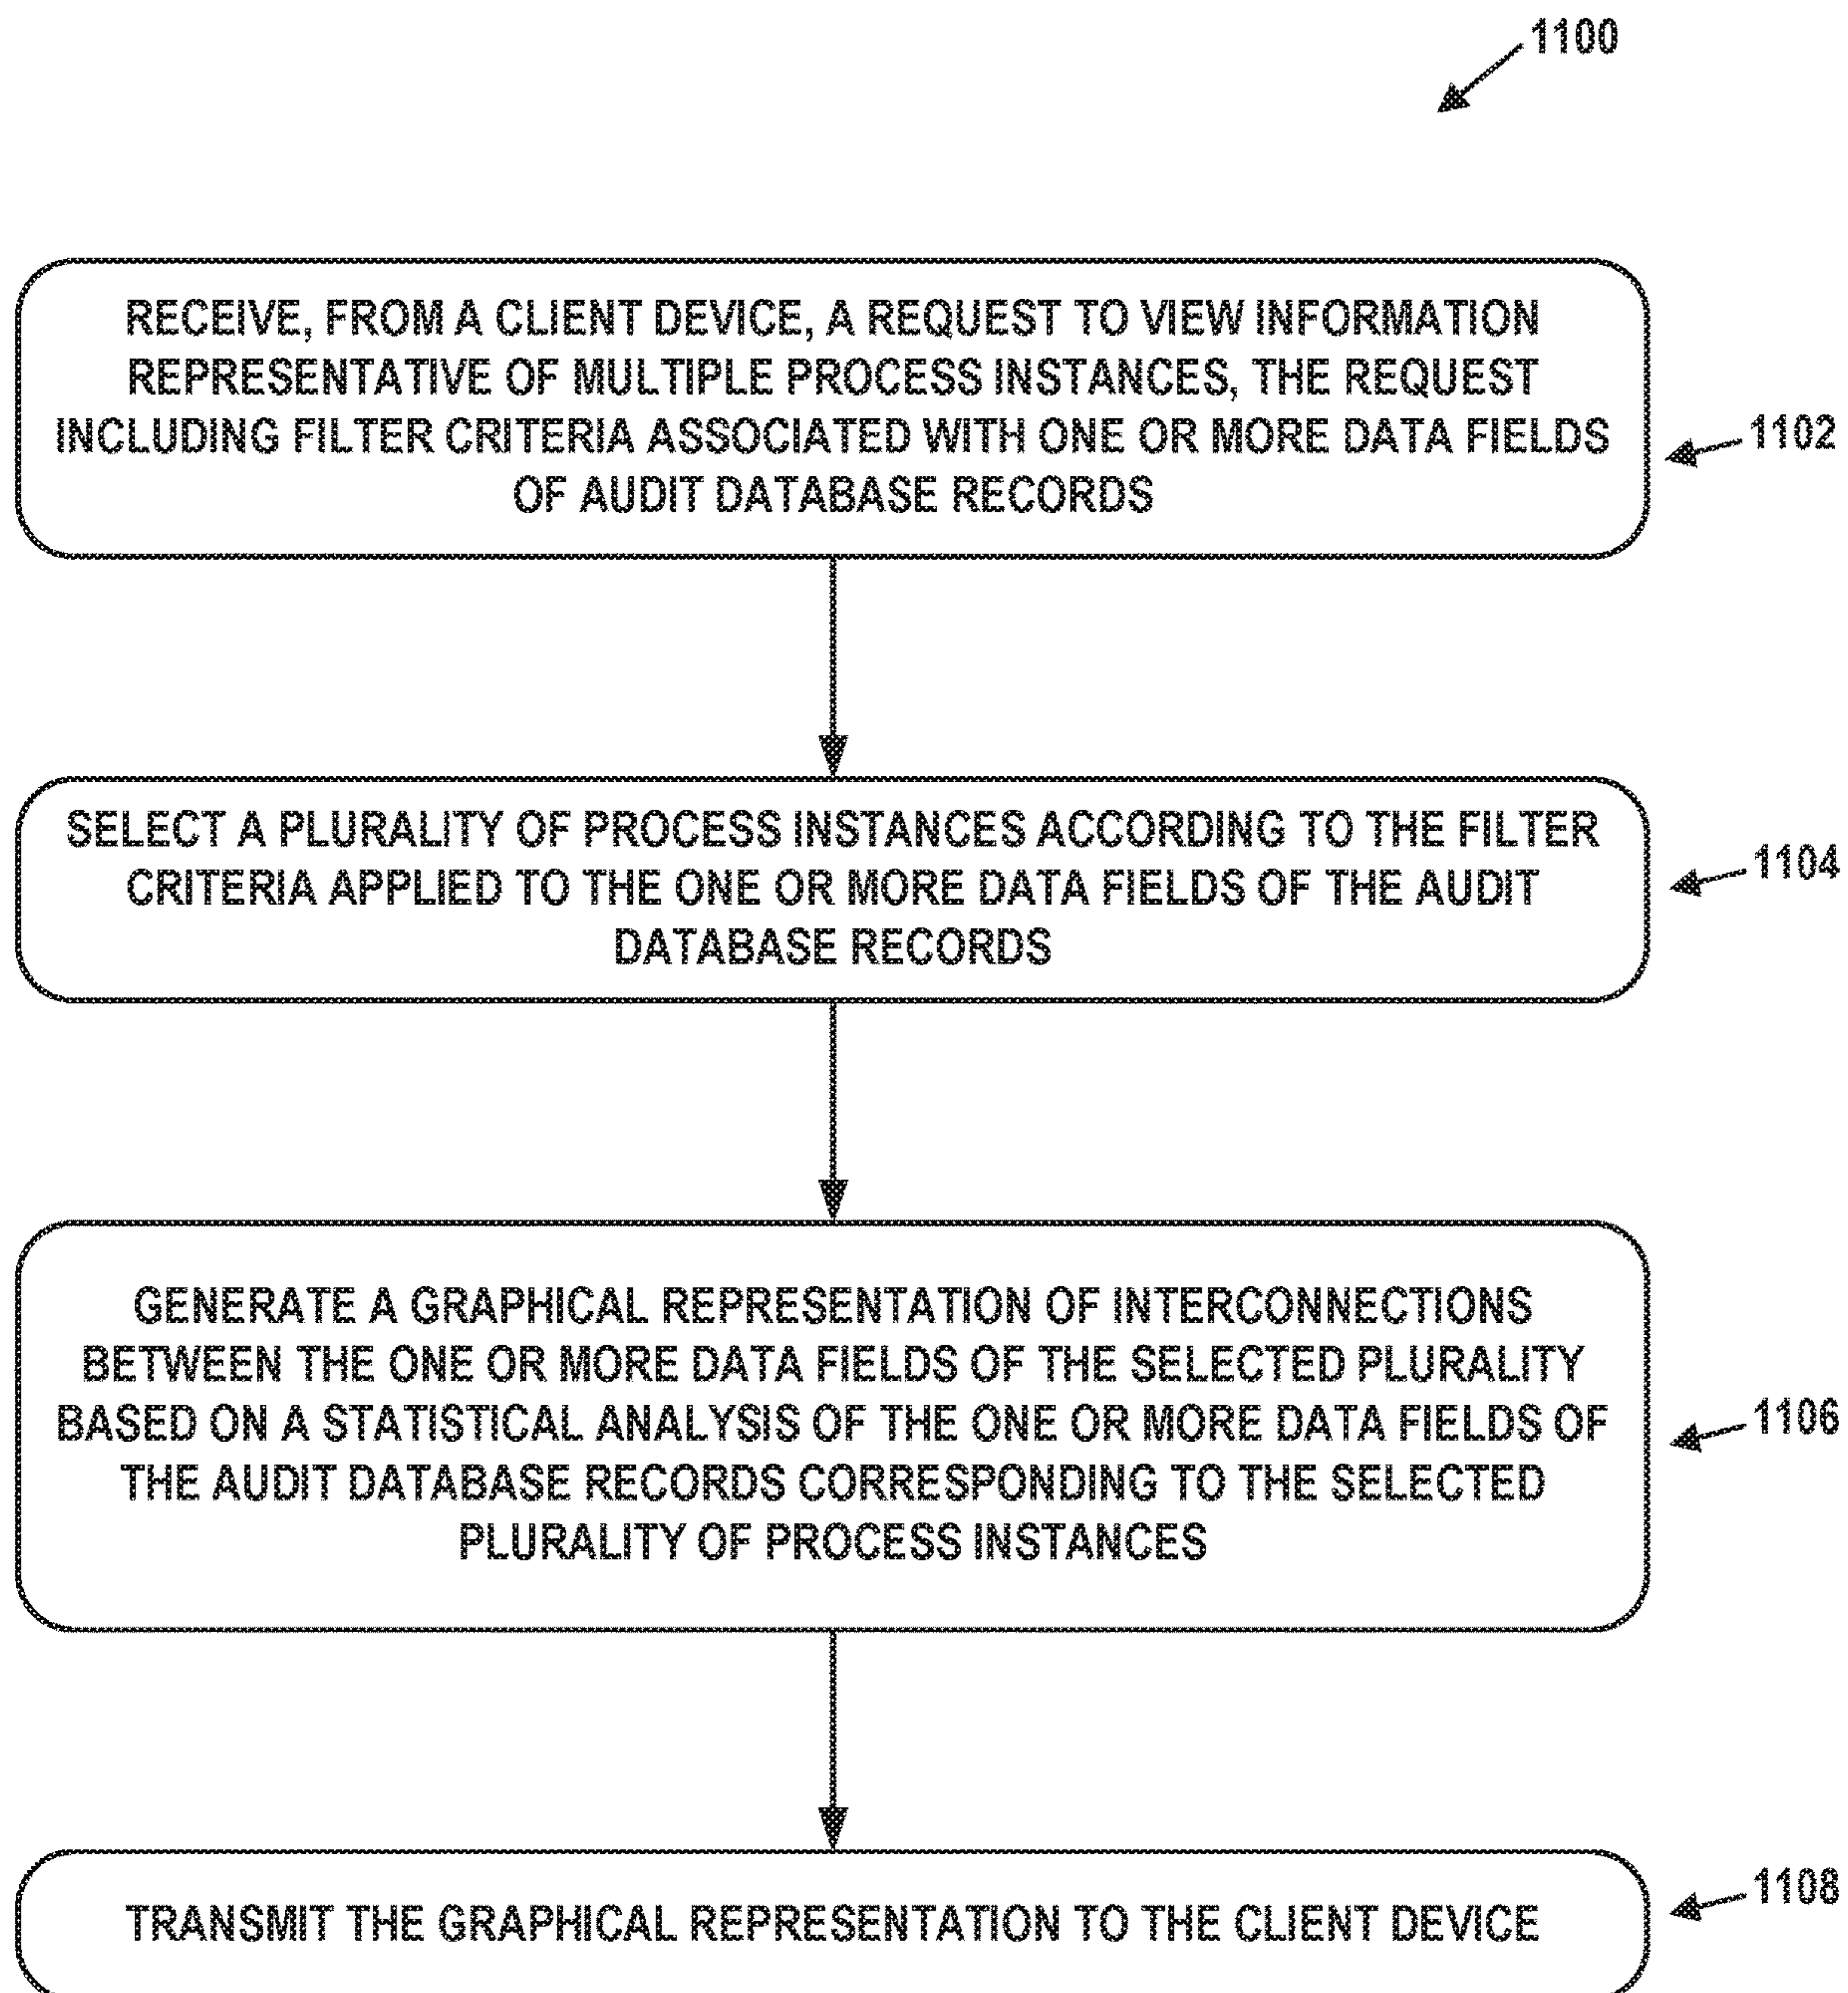 1100
RECEIVE, FROM A CLIENT DEVICE, A REQUEST TO VIEW INFORMATION
REPRESENTATIVE OF MULTIPLE PROCESS INSTANCES, THE REQUEST
INCLUDING FILTER CRITERIA ASSOCIATED WITH ONE OR MORE DATA FIELDS
OF AUDIT DATABASE RECORDS
1102
SELECT A PLURALITY OF PROCESS INSTANCES ACCORDING TO THE FILTER
CRITERIA APPLIED TO THE ONE OR MORE DATA FIELDS OF THE AUDIT
DATABASE RECORDS
1104
GENERATE A GRAPHICAL REPRESENTATION OF INTERCONNECTIONS
BETWEEN THE ONE OR MORE DATA FIELDS OF THE SELECTED PLURALITY
BASED ON A STATISTICAL ANALYSIS OF THE ONE OR MORE DATA FIELDS OF
THE AUDIT DATABASE RECORDS CORRESPONDING TO THE SELECTED
PLURALITY OF PROCESS INSTANCES
1106
TRANSMIT THE GRAPHICAL REPRESENTATION TO THE CLIENT DEVICE
1108